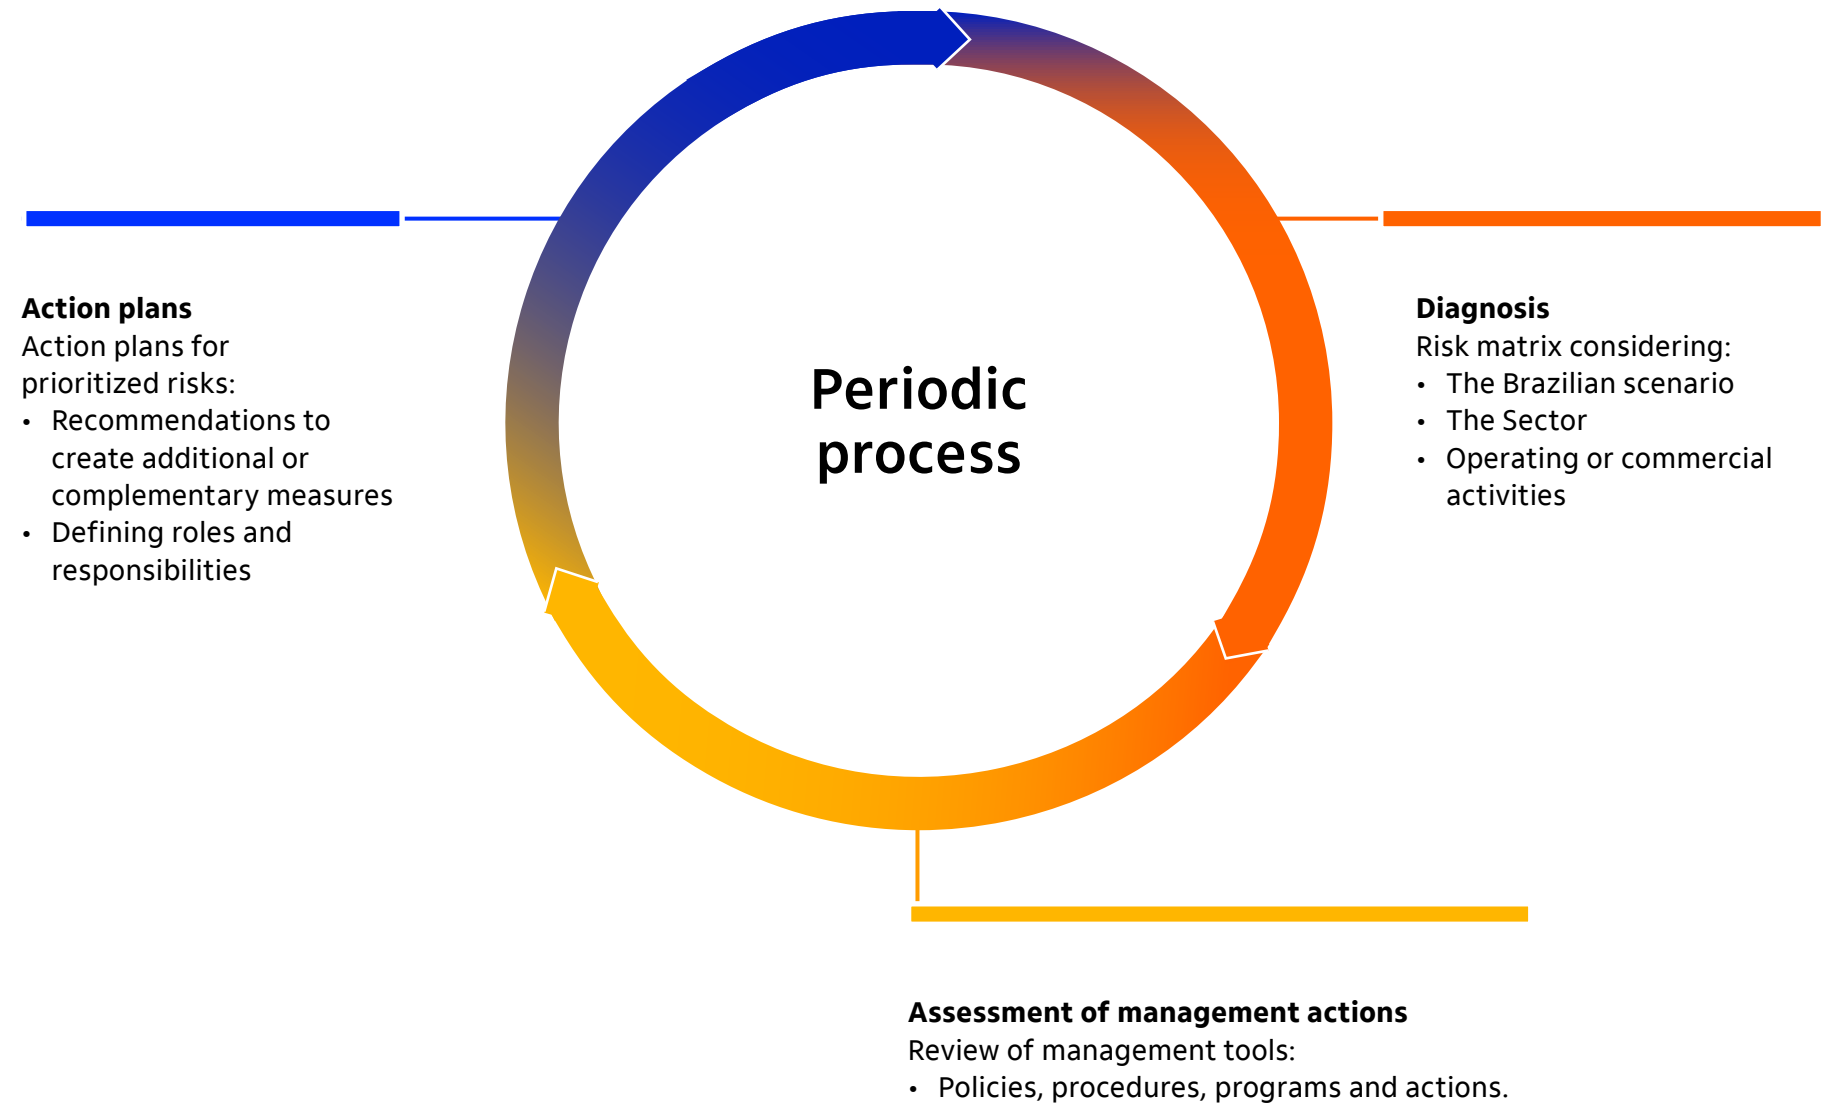 Periodic
process
Action plans
Action plans for
prioritized risks:
• Recommendations to
create additional or
complementary measures
• Defining roles and
responsibilities
Diagnosis
Risk matrix considering:
• The Brazilian scenario
• The Sector
• Operating or commercial
activities
Assessment of management actions
Review of management tools:
• Policies, procedures, programs and actions.